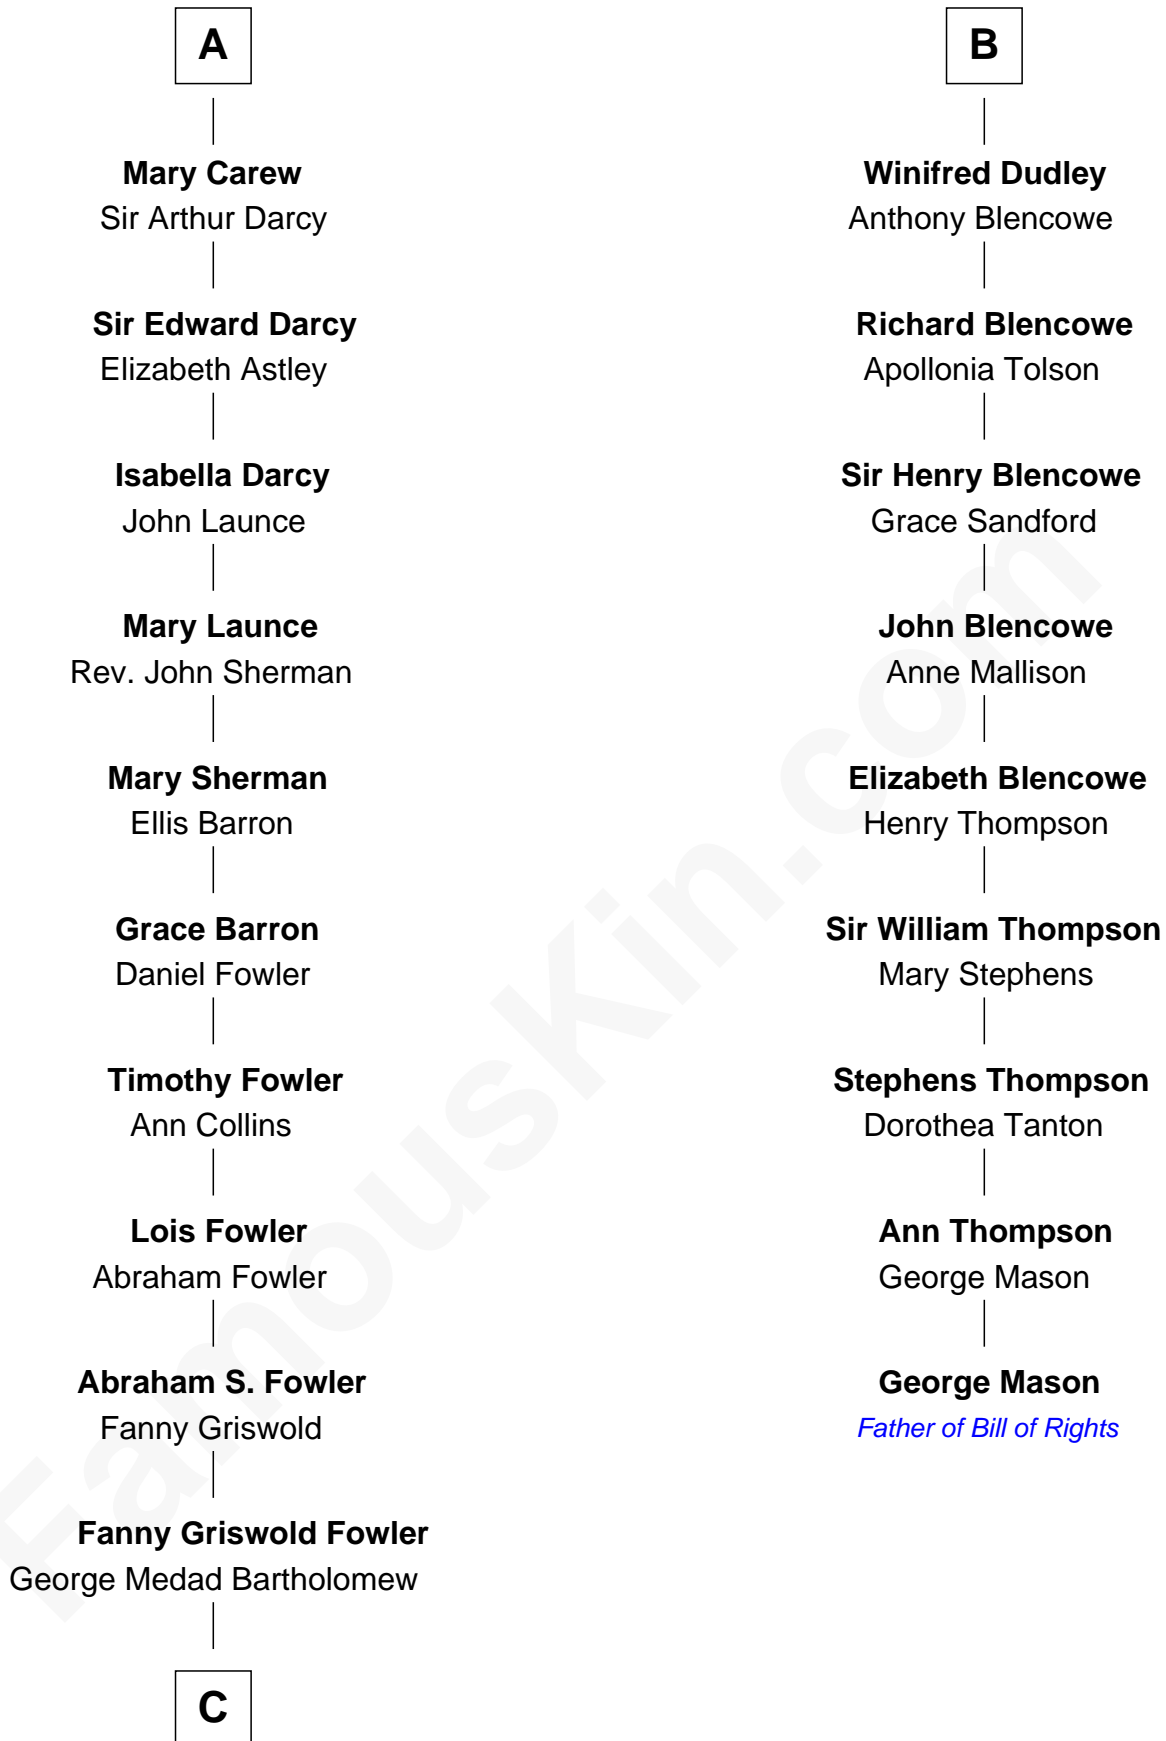 A
Mary Carew
Sir Arthur Darcy
Sir Edward Darcy
Elizabeth Astley
Isabella Darcy
John Launce
Mary Launce
Rev. John Sherman
Mary Sherman
Ellis Barron
Grace Barron
Daniel Fowler
Timothy Fowler
Ann Collins
Lois Fowler
Abraham Fowler
Abraham S. Fowler
Fanny Griswold
Fanny Griswold Fowler
George Medad Bartholomew
C
B
Winifred Dudley
Anthony Blencowe
Richard Blencowe
Apollonia Tolson
Sir Henry Blencowe
Grace Sandford
John Blencowe
Anne Mallison
Elizabeth Blencowe
Henry Thompson
Sir William Thompson
Mary Stephens
Stephens Thompson
Dorothea Tanton
Ann Thompson
George Mason
George Mason
Father of Bill of Rights
FamousKin.com